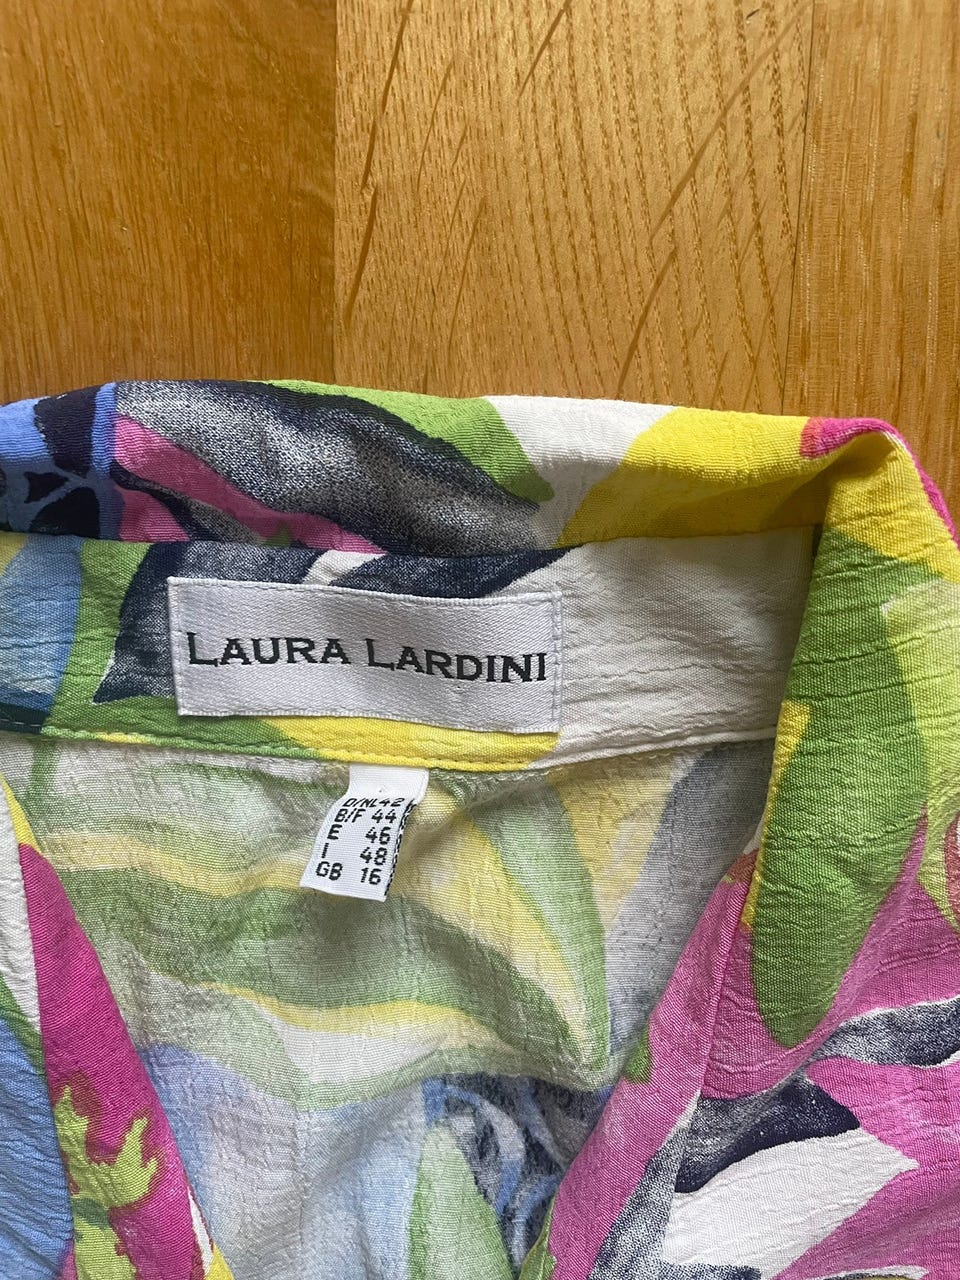 LAURA LARDINI
D/NL 42
B/F 44
E 46
I 48
GB 16